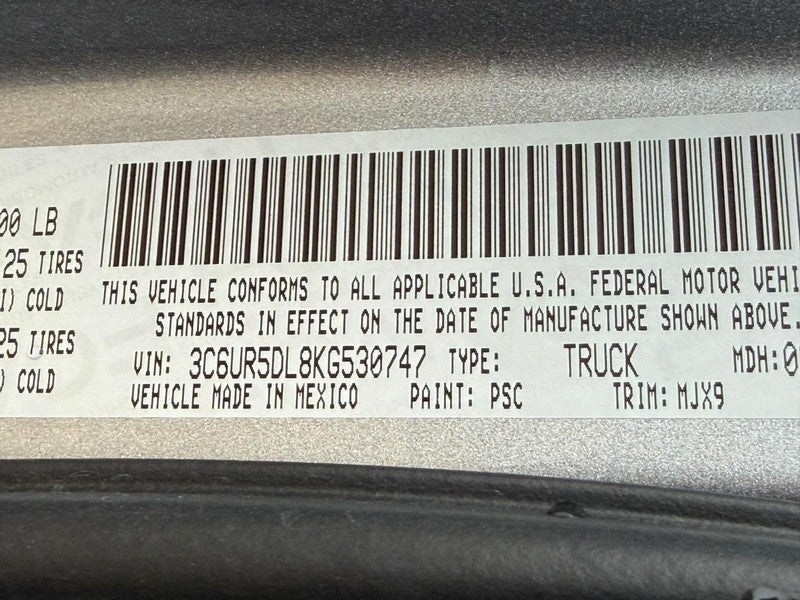 00 LB
25 TIRES
I) COLD
25 TIRES
) COLD
THIS VEHICLE CONFORMS TO ALL APPLICABLE U.S.A. FEDERAL MOTOR VEHI
STANDARDS IN EFFECT ON THE DATE OF MANUFACTURE SHOWN ABOVE.
VIN: 3C6UR5DL8KG530747 TYPE: TRUCK MDH:0
VEHICLE MADE IN MEXICO PAINT: PSC TRIM: MJX9